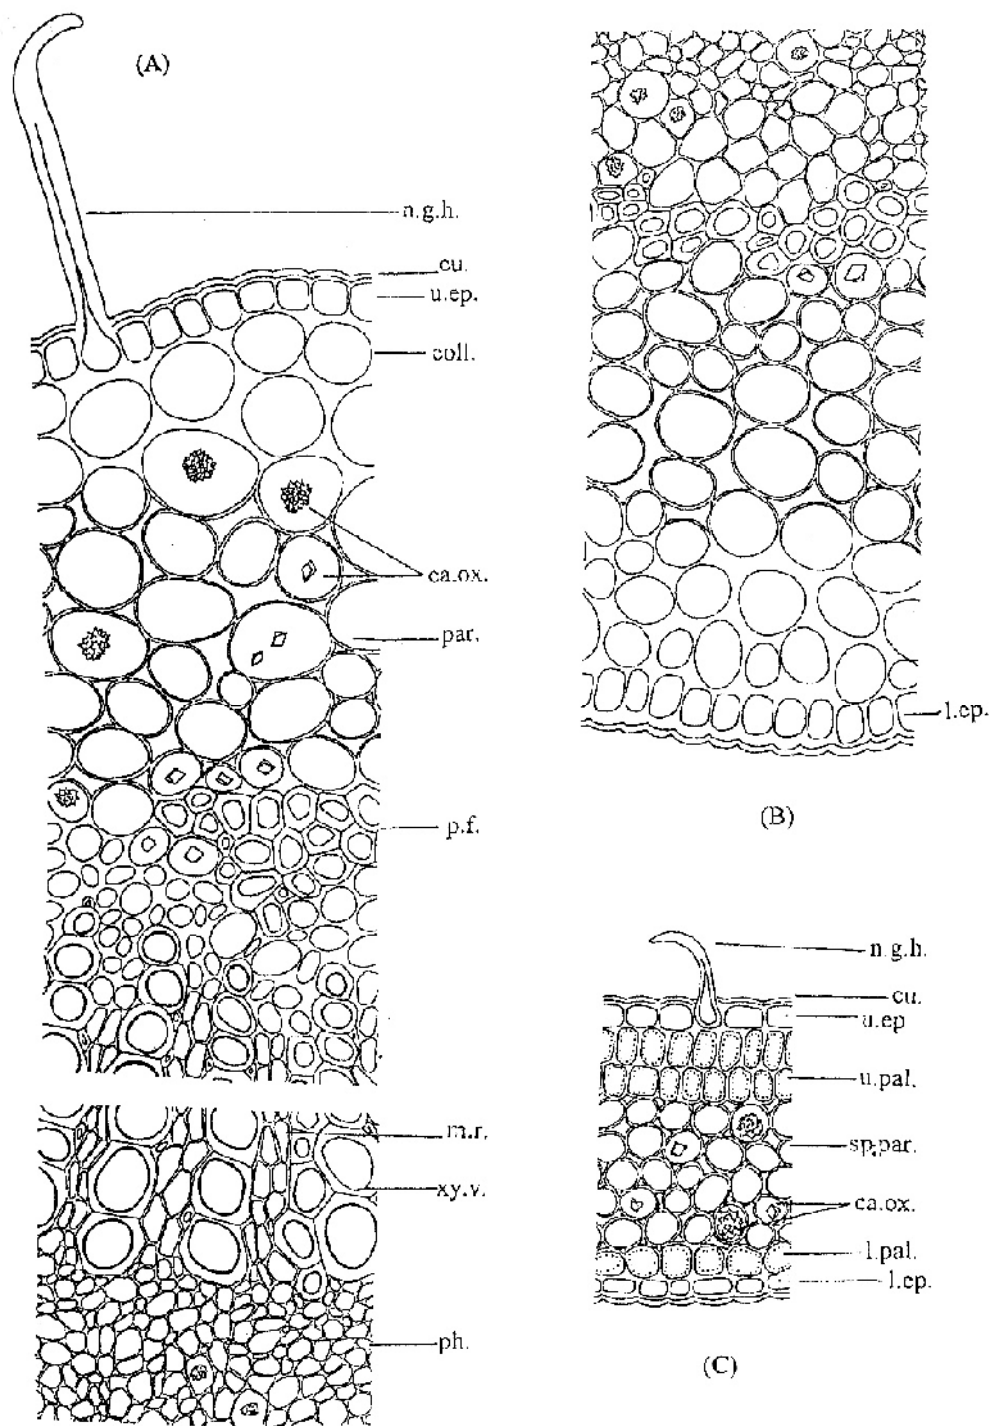 (A)
n.g.h.
cu.
u.ep.
coll.
ca.ox.
par.
p.f.
m.r.
xy.v.
ph.
l.ep.
(B)
n.g.h.
cu.
u.ep
u.pal.
sp.par.
ca.ox.
l.pal.
l.ep.
(C)